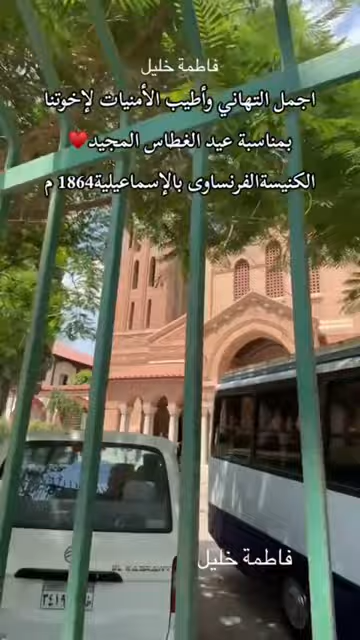 فاطمة خليل
اجمل التهاني وأطيب الأمنيات لإخوتنا
بمناسبة عيد الغطاس المجيد♥️
الكنيسةالفرنساوى بالإسماعيلية1864 م
فاطمة خليل